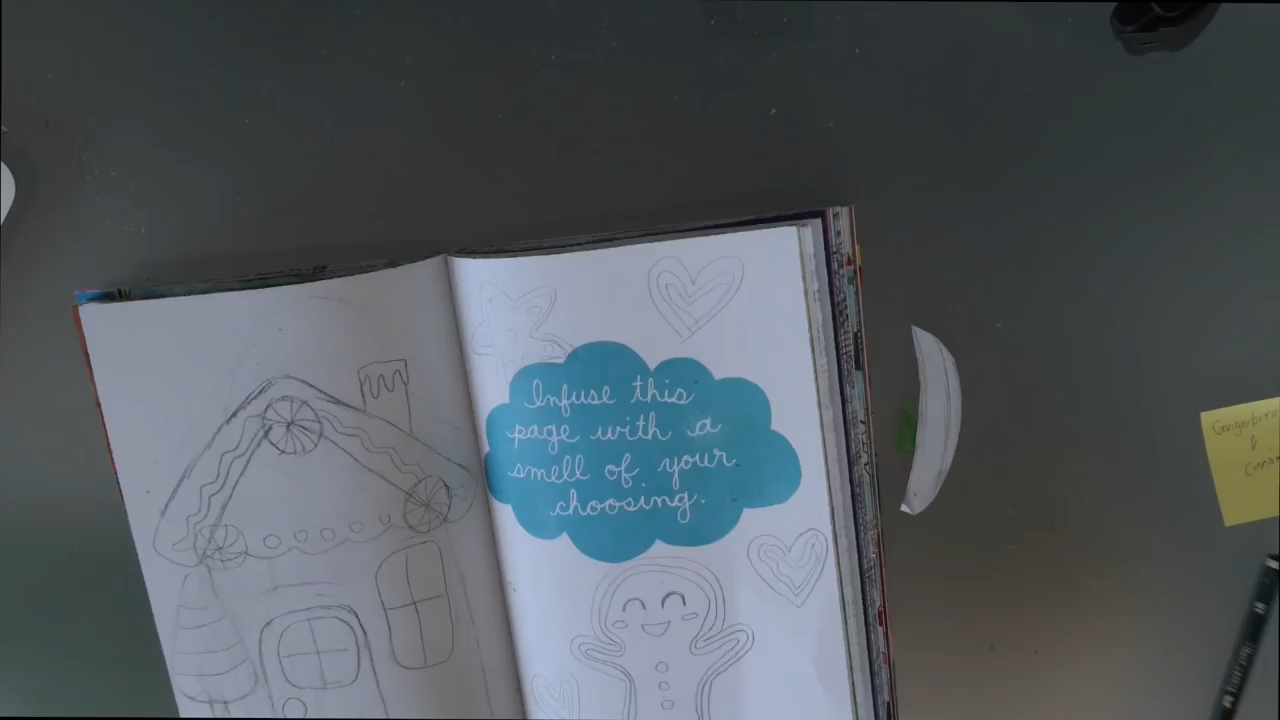 Infuse this
page with a
smell of your
choosing.
&